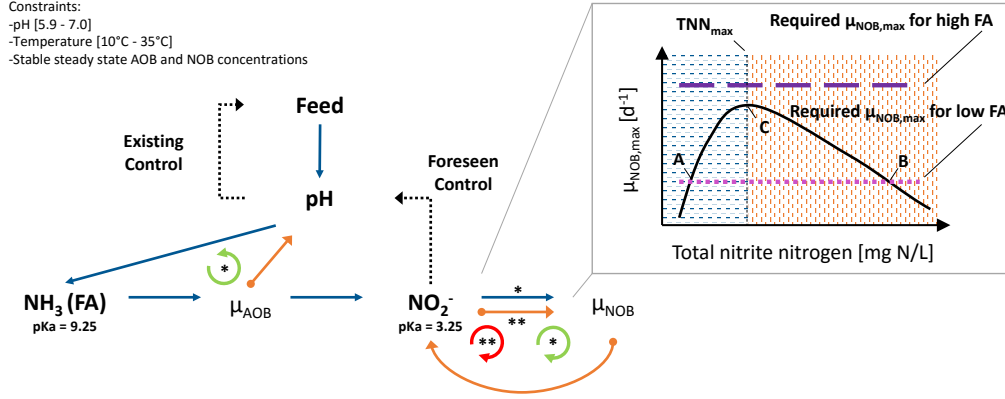 Constraints:
-pH [5.9 - 7.0]
-Temperature [10°C - 35°C]
-Stable steady state AOB and NOB concentrations
Feed
Existing
Control
pH
Foreseen
Control
*
NH₃ (FA)
pKa = 9.25
μAOB
NO₂⁻
pKa = 3.25
*
**
**
*
μNOB
TNNmax
Required μNOB,max for high FA
Required μNOB,max for low FA
μNOB,max [d⁻¹]
A
C
B
Total nitrite nitrogen [mg N/L]